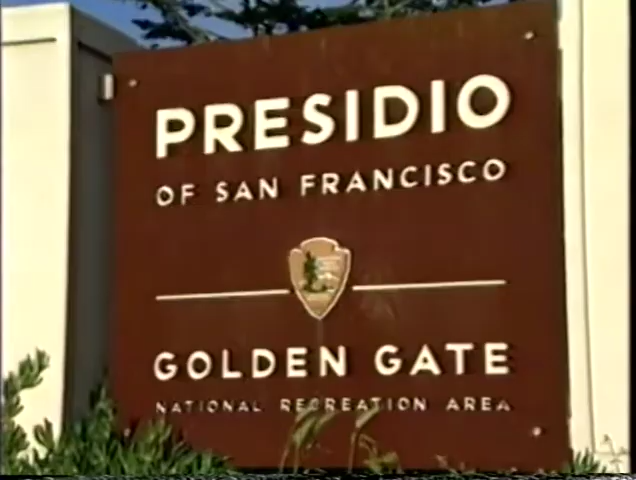 PRESIDIO
OF SAN FRANCISCO
GOLDEN GATE
NATIONAL RECREATION AREA